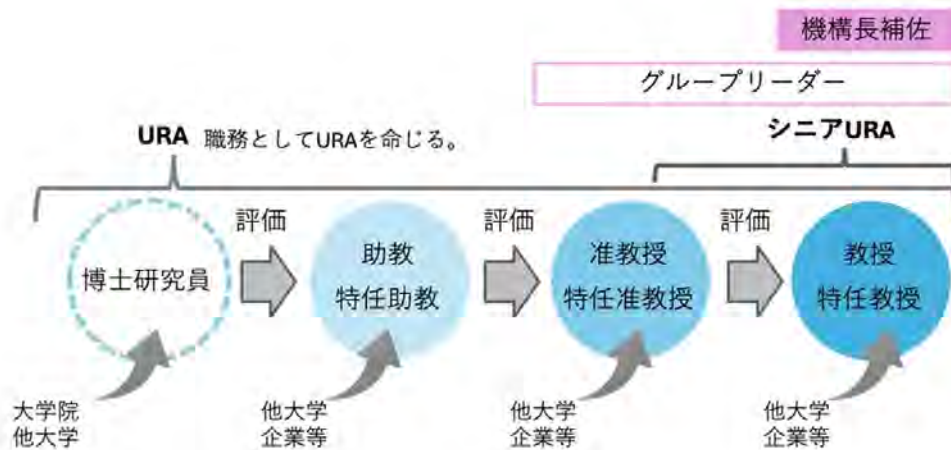 機構長補佐
グループリーダー
シニアURA
URA 職務としてURAを命じる。
評価
評価
評価
博士研究員
助教
特任助教
准教授
特任准教授
教授
特任教授
大学院
他大学
他大学
企業等
他大学
企業等
他大学
企業等